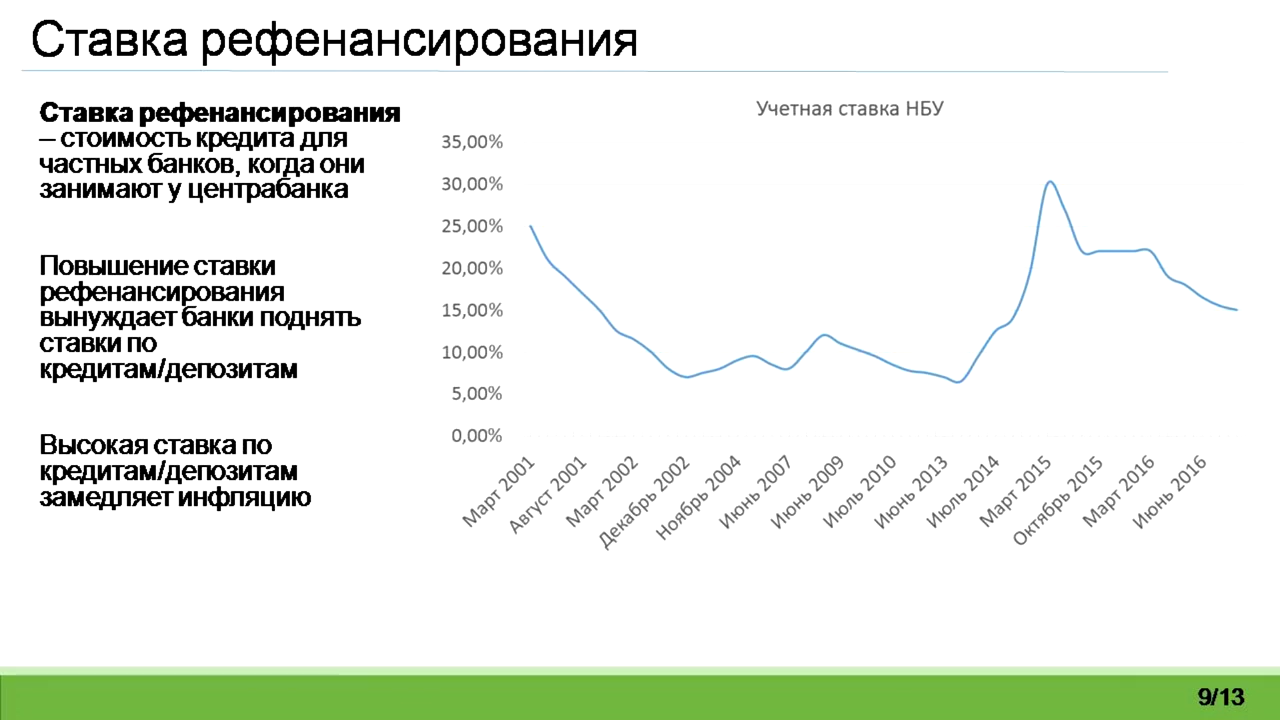 Ставка рефенансирования
Ставка рефенансирования
– стоимость кредита для
частных банков, когда они
занимают у центрабанка
Повышение ставки
рефенансирования
вынуждает банки поднять
ставки по
кредитам/депозитам
Высокая ставка по
кредитам/депозитам
замедляет инфляцию
Учетная ставка НБУ
35,00%
30,00%
25,00%
20,00%
15,00%
10,00%
5,00%
0,00%
Март 2001
Август 2001
Март 2002
Декабрь 2002
Ноябрь 2004
Июнь 2007
Июнь 2009
Июль 2010
Июнь 2013
Июль 2014
Март 2015
Октябрь 2015
Март 2016
Июнь 2016
9/13